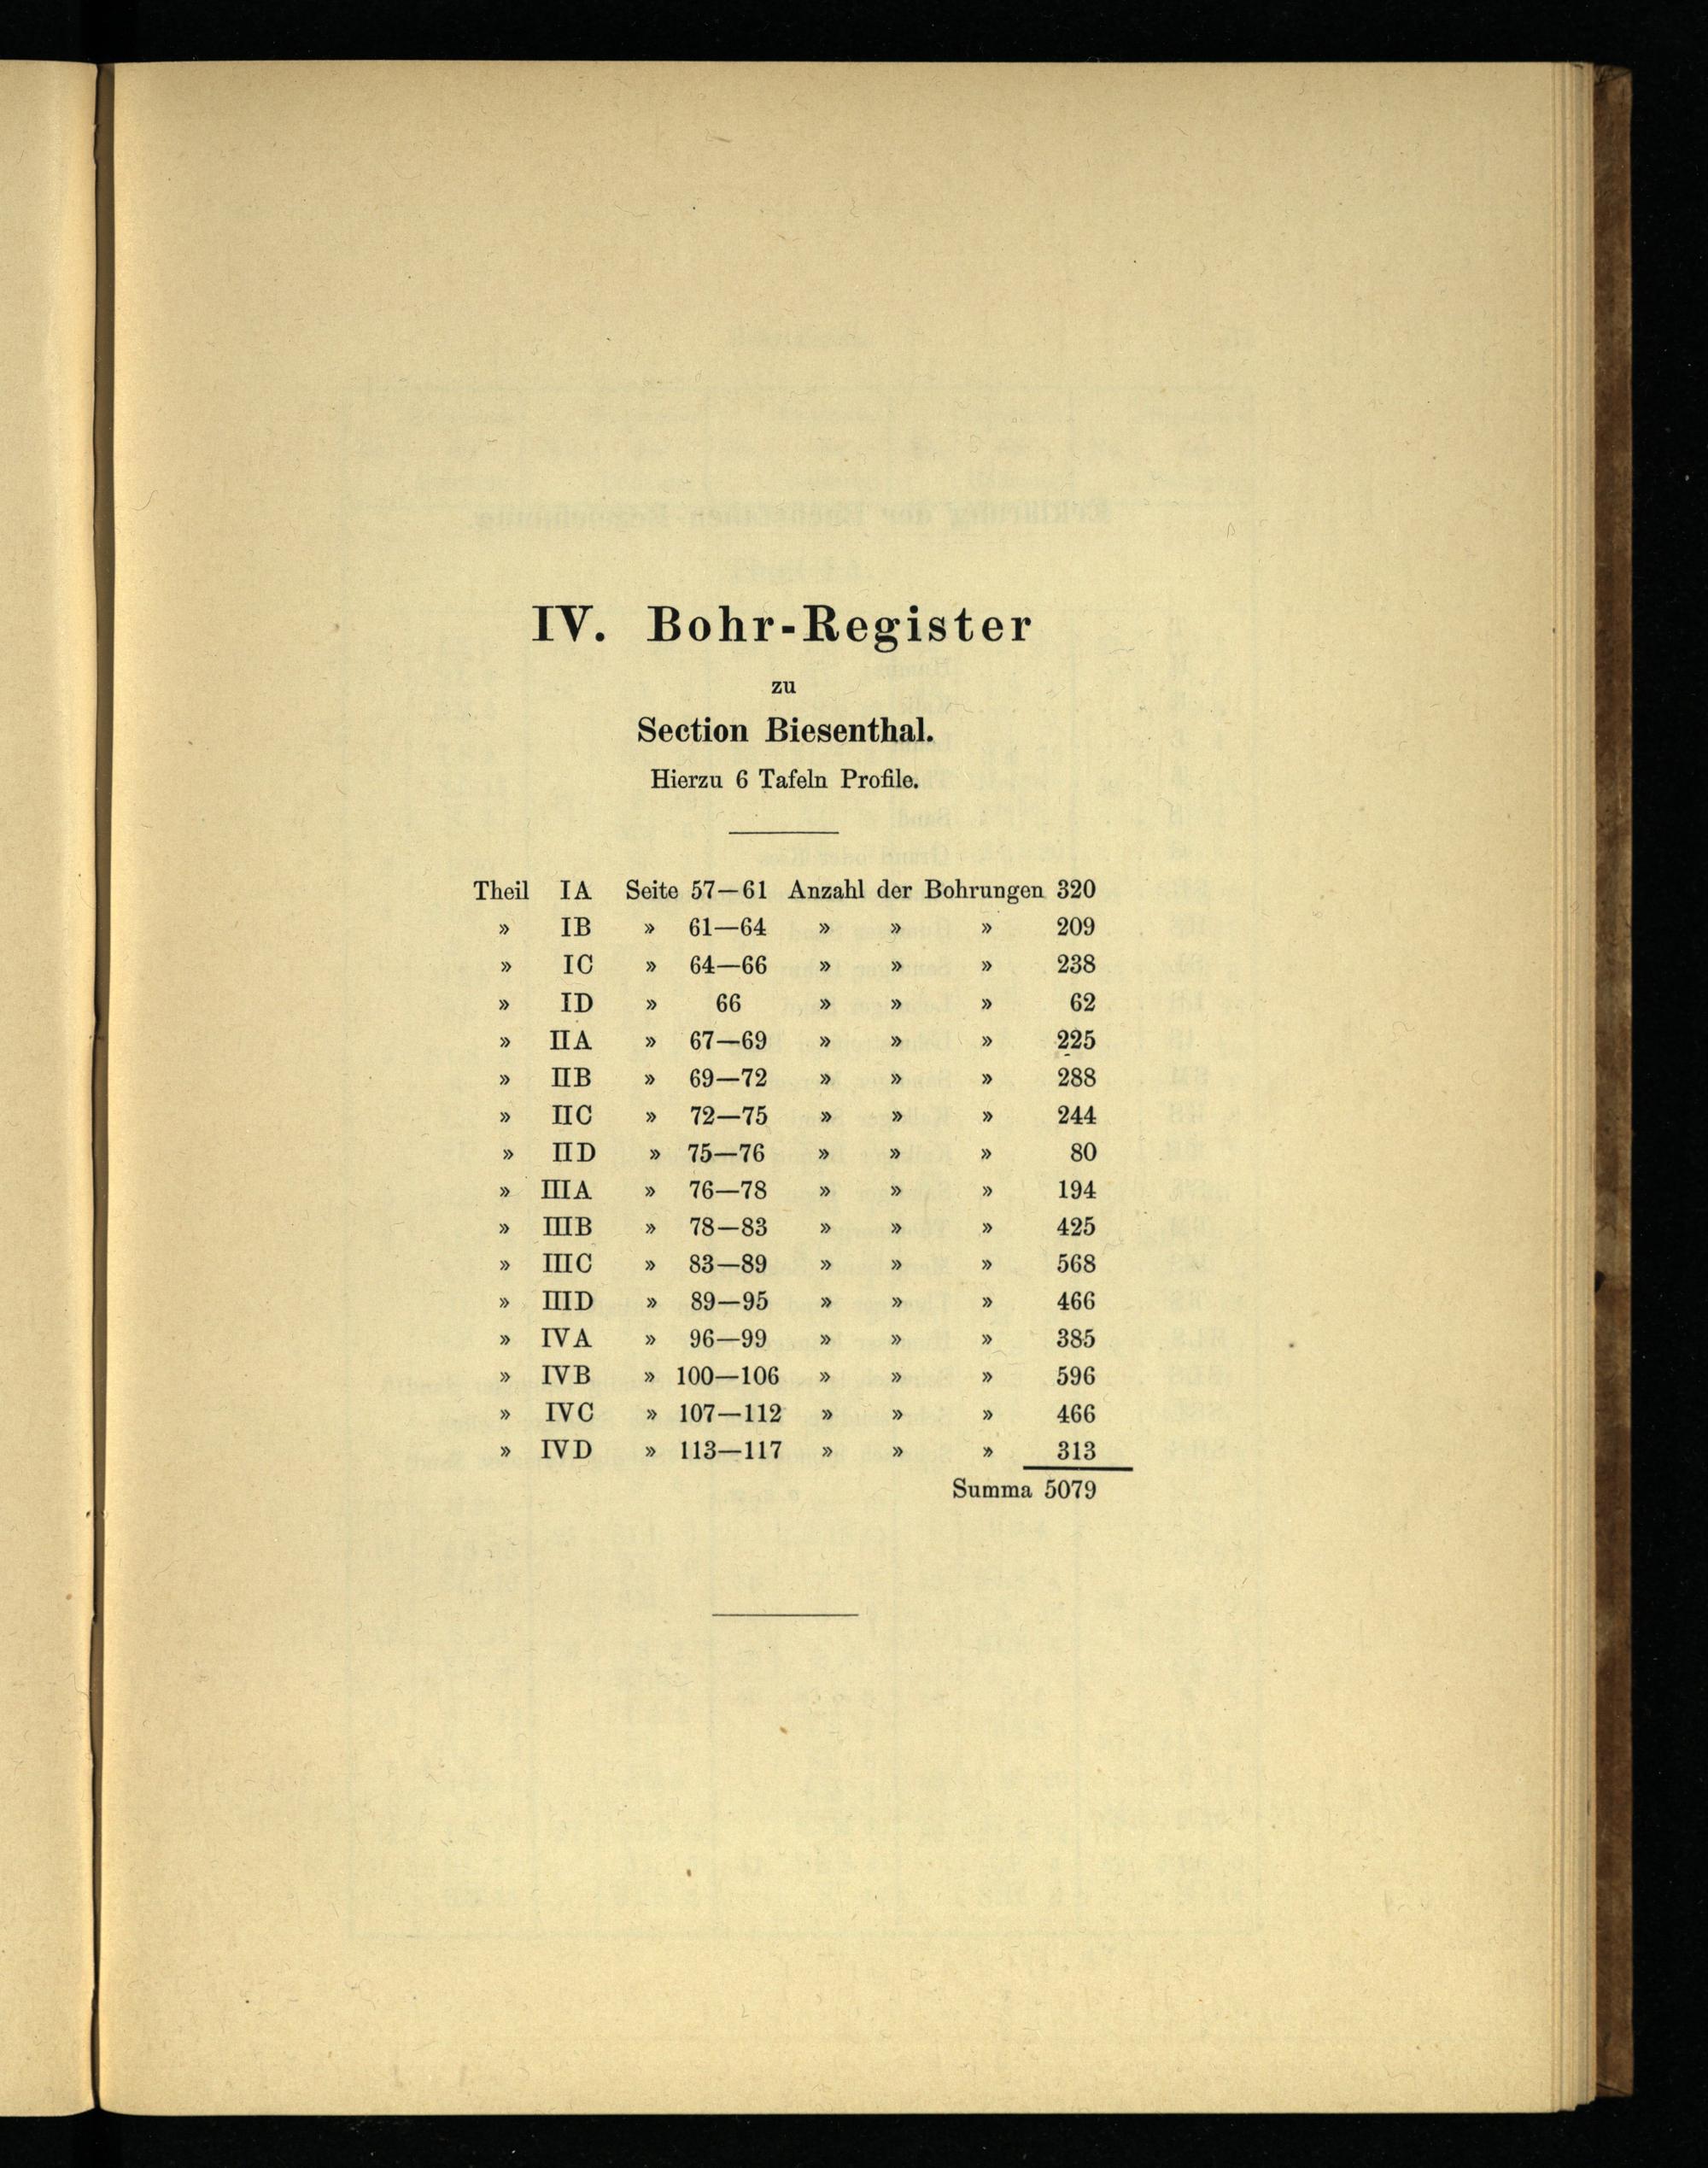 IV. Bohr-Register
zu
Section Biesenthal.
Hierzu 6 Tafeln Profile.
Theil IA Seite 57—61 Anzahl der Bohrungen 320
» IB » 61—64 » » » 209
» IC » 64—66 » » » 238
» ID » 66 » » » 62
» IIA » 67—69 » » » 225
» IIB » 69—72 » » » 288
» IIC » 72—75 » » » 244
» IID » 75—76 » » » 80
» IIIA » 76—78 » » » 194
» IIIB » 78—83 » » » 425
» IIIC » 83—89 » » » 568
» IIID » 89—95 » » » 466
» IVA » 96—99 » » » 385
» IVB » 100—106 » » » 596
» IVC » 107—112 » » » 466
» IVD » 113—117 » » » 313
Summa 5079